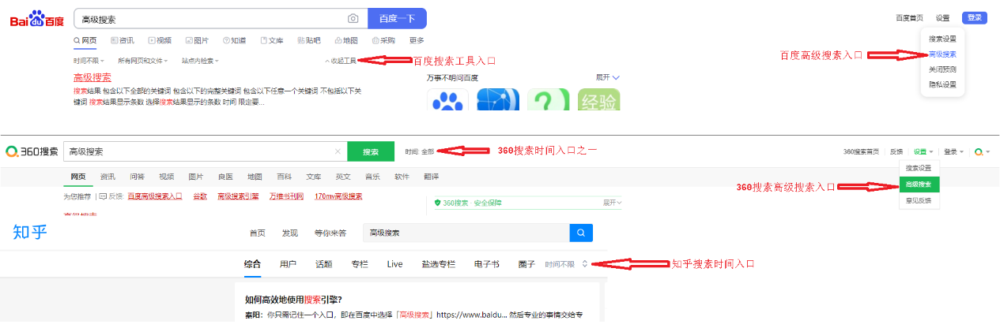 Bai du 百度 高级搜索 百度一下 百度首页 设置 登录
网页 资讯 视频 图片 知道 文库 贴吧 地图 采购 更多
搜索设置
时间不限 所有网页和文件 站点内检索 收起工具 百度搜索工具入口
百度高级搜索入口 高级搜索
关闭预测
隐私设置
高级搜索
万事不明问百度 展开
搜索结果 包含以下全部的关键词 包含以下的完整关键词 包含以下任意一个关键词 不包括以下关
键词 搜索结果显示条数 选择搜索结果显示的条数 时间 限定要...
经验
360搜索 高级搜索 搜索 时间: 全部 360搜索时间入口之一 360搜索首页 反馈 设置 登录
网页 资讯 问答 视频 图片 良医 地图 百科 文库 英文 音乐 软件 翻译
搜索设置
360搜索高级搜索入口 高级搜索
意见反馈
为您推荐 反馈: 百度高级搜索入口 谷数 高级搜索引擎 万维书刊网 170mv高级搜索
360搜索 · 安全保障 展开
高级搜索
知乎 首页 发现 等你来答 高级搜索
综合 用户 话题 专栏 Live 盐选专栏 电子书 圈子 时间不限 知乎搜索时间入口
如何高效地使用搜索引擎?
秦阳: 你只需记住一个入口，即在百度中选择「高级搜索」https://www.baidu... 然后专业的事情交给专